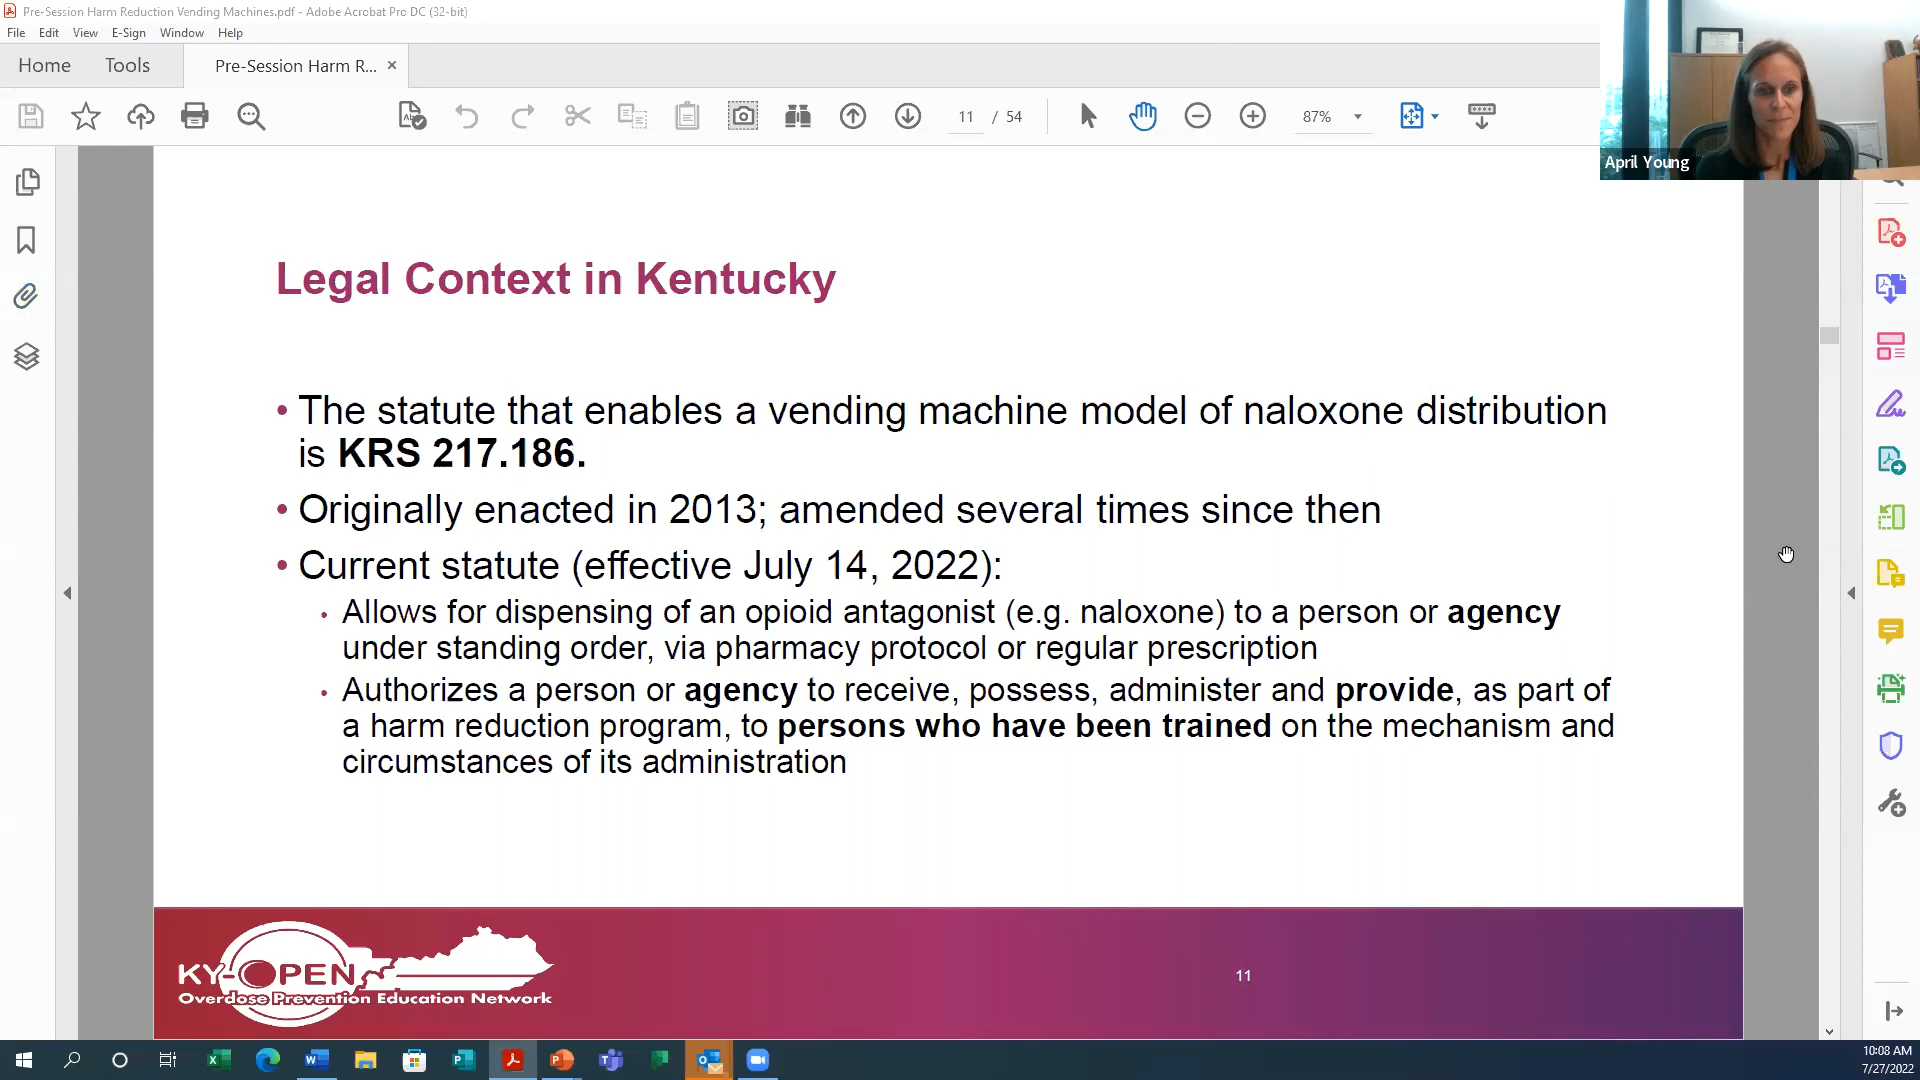 Pre-Session Harm Reduction Vending Machines.pdf - Adobe Acrobat Pro DC (32-bit)
File Edit View E-Sign Window Help
Home Tools Pre-Session Harm R... ×
11 / 54 87%
April Young
Legal Context in Kentucky
• The statute that enables a vending machine model of naloxone distribution
is KRS 217.186.
• Originally enacted in 2013; amended several times since then
• Current statute (effective July 14, 2022):
• Allows for dispensing of an opioid antagonist (e.g. naloxone) to a person or agency
under standing order, via pharmacy protocol or regular prescription
• Authorizes a person or agency to receive, possess, administer and provide, as part of
a harm reduction program, to persons who have been trained on the mechanism and
circumstances of its administration
KY-OPEN
Overdose Prevention Education Network
11
10:08 AM
7/27/2022